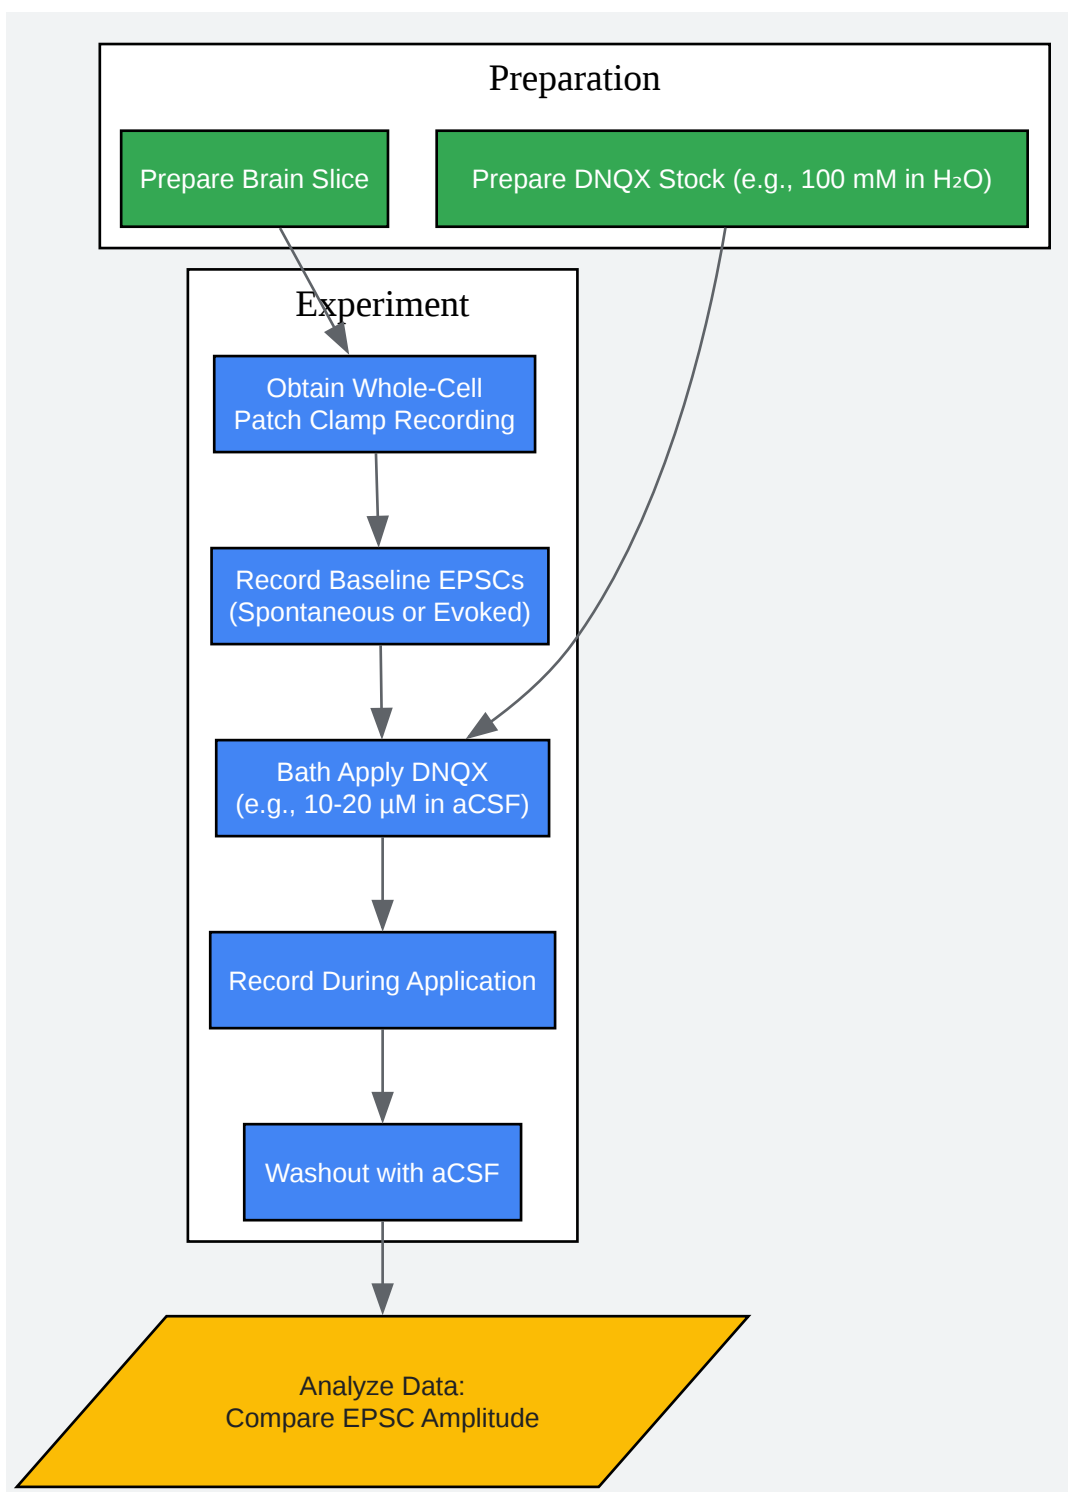 Preparation
Prepare Brain Slice
Prepare DNQX Stock (e.g., 100 mM in H₂O)
Experiment
Obtain Whole-Cell
Patch Clamp Recording
Record Baseline EPSCs
(Spontaneous or Evoked)
Bath Apply DNQX
(e.g., 10-20 µM in aCSF)
Record During Application
Washout with aCSF
Analyze Data:
Compare EPSC Amplitude